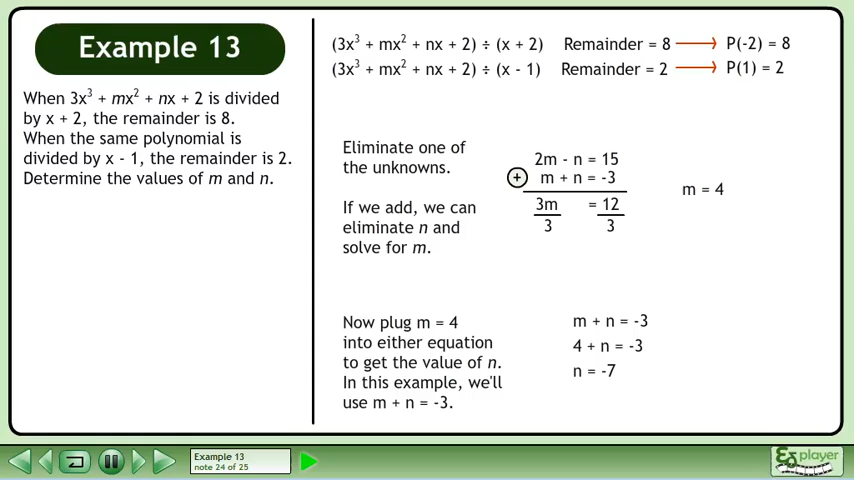 Example 13
When 3x³ + mx² + nx + 2 is divided
by x + 2, the remainder is 8.
When the same polynomial is
divided by x - 1, the remainder is 2.
Determine the values of m and n.
(3x³ + mx² + nx + 2) ÷ (x + 2) Remainder = 8 → P(-2) = 8
(3x³ + mx² + nx + 2) ÷ (x - 1) Remainder = 2 → P(1) = 2
Eliminate one of
the unknowns.
If we add, we can
eliminate n and
solve for m.
2m - n = 15
+ m + n = -3
3m = 12
3 3
m = 4
Now plug m = 4
into either equation
to get the value of n.
In this example, we'll
use m + n = -3.
m + n = -3
4 + n = -3
n = -7
Example 13
note 24 of 25
player